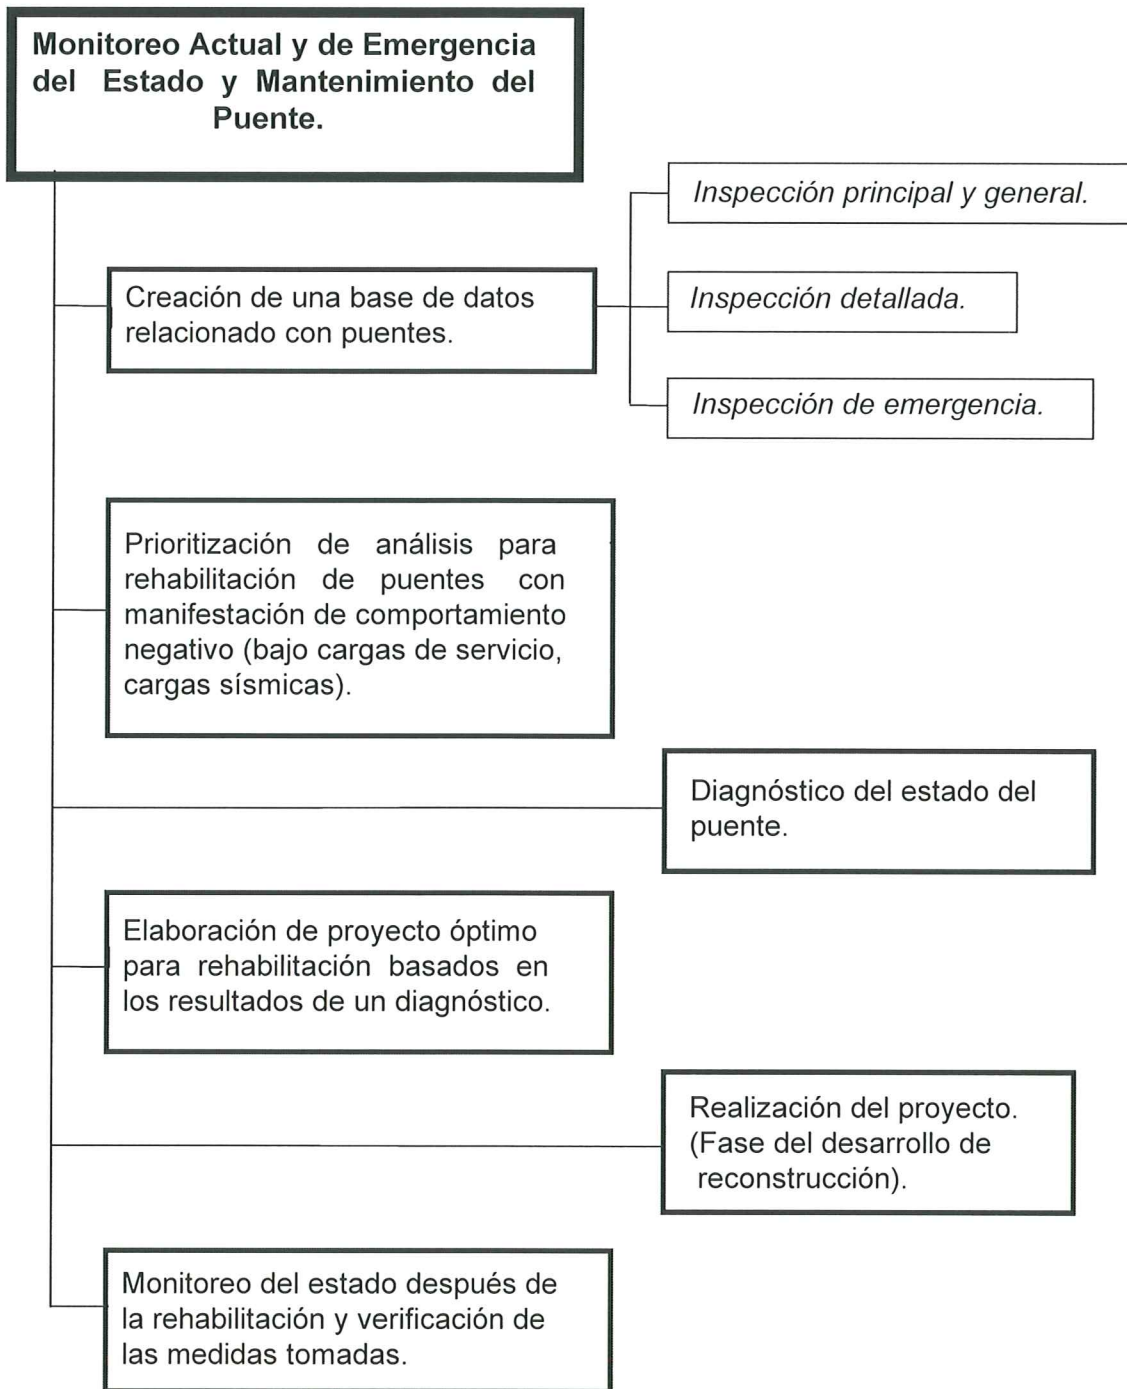 Monitoreo Actual y de Emergencia
del Estado y Mantenimiento del
Puente.
Inspección principal y general.
Creación de una base de datos
relacionado con puentes.
Inspección detallada.
Inspección de emergencia.
Prioritización de análisis para
rehabilitación de puentes con
manifestación de comportamiento
negativo (bajo cargas de servicio,
cargas sísmicas).
Diagnóstico del estado del
puente.
Elaboración de proyecto óptimo
para rehabilitación basados en
los resultados de un diagnóstico.
Realización del proyecto.
(Fase del desarrollo de
reconstrucción).
Monitoreo del estado después de
la rehabilitación y verificación de
las medidas tomadas.